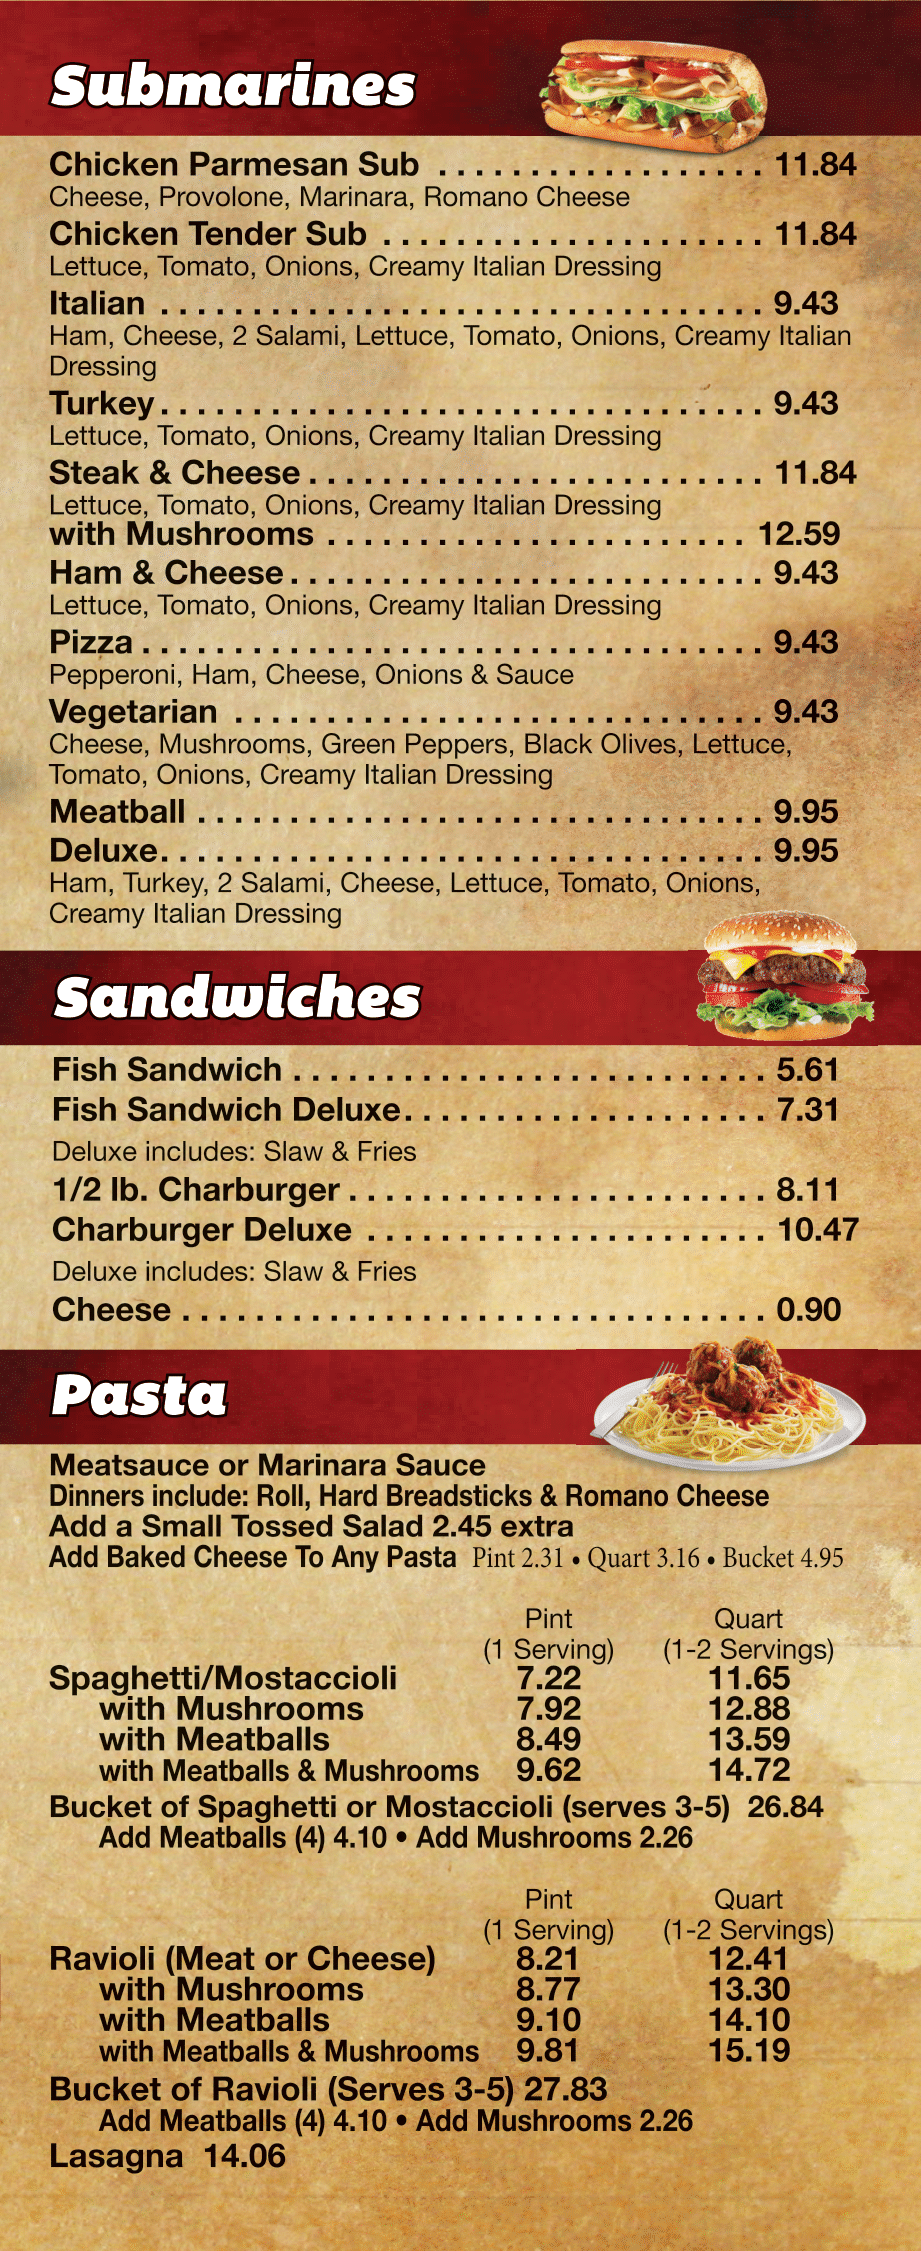 Submarines
Chicken Parmesan Sub . . . . . . . . . . . . . . . . . . 11.84
Cheese, Provolone, Marinara, Romano Cheese
Chicken Tender Sub . . . . . . . . . . . . . . . . . . . . . 11.84
Lettuce, Tomato, Onions, Creamy Italian Dressing
Italian . . . . . . . . . . . . . . . . . . . . . . . . . . . . . . . . . 9.43
Ham, Cheese, 2 Salami, Lettuce, Tomato, Onions, Creamy Italian
Dressing
Turkey . . . . . . . . . . . . . . . . . . . . . . . . . . . . . . . . . 9.43
Lettuce, Tomato, Onions, Creamy Italian Dressing
Steak & Cheese . . . . . . . . . . . . . . . . . . . . . . . . . 11.84
Lettuce, Tomato, Onions, Creamy Italian Dressing
with Mushrooms . . . . . . . . . . . . . . . . . . . . . . . 12.59
Ham & Cheese . . . . . . . . . . . . . . . . . . . . . . . . . . 9.43
Lettuce, Tomato, Onions, Creamy Italian Dressing
Pizza . . . . . . . . . . . . . . . . . . . . . . . . . . . . . . . . . . 9.43
Pepperoni, Ham, Cheese, Onions & Sauce
Vegetarian . . . . . . . . . . . . . . . . . . . . . . . . . . . . . 9.43
Cheese, Mushrooms, Green Peppers, Black Olives, Lettuce,
Tomato, Onions, Creamy Italian Dressing
Meatball . . . . . . . . . . . . . . . . . . . . . . . . . . . . . . . 9.95
Deluxe . . . . . . . . . . . . . . . . . . . . . . . . . . . . . . . . . 9.95
Ham, Turkey, 2 Salami, Cheese, Lettuce, Tomato, Onions,
Creamy Italian Dressing
Sandwiches
Fish Sandwich . . . . . . . . . . . . . . . . . . . . . . . . . . 5.61
Fish Sandwich Deluxe . . . . . . . . . . . . . . . . . . . . 7.31
Deluxe includes: Slaw & Fries
1/2 lb. Charburger . . . . . . . . . . . . . . . . . . . . . . . 8.11
Charburger Deluxe . . . . . . . . . . . . . . . . . . . . . . 10.47
Deluxe includes: Slaw & Fries
Cheese . . . . . . . . . . . . . . . . . . . . . . . . . . . . . . . . 0.90
Pasta
Meatsauce or Marinara Sauce
Dinners include: Roll, Hard Breadsticks & Romano Cheese
Add a Small Tossed Salad 2.45 extra
Add Baked Cheese To Any Pasta Pint 2.31 • Quart 3.16 • Bucket 4.95
Pint Quart
(1 Serving) (1-2 Servings)
Spaghetti/Mostaccioli 7.22 11.65
with Mushrooms 7.92 12.88
with Meatballs 8.49 13.59
with Meatballs & Mushrooms 9.62 14.72
Bucket of Spaghetti or Mostaccioli (serves 3-5) 26.84
Add Meatballs (4) 4.10 • Add Mushrooms 2.26
Pint Quart
(1 Serving) (1-2 Servings)
Ravioli (Meat or Cheese) 8.21 12.41
with Mushrooms 8.77 13.30
with Meatballs 9.10 14.10
with Meatballs & Mushrooms 9.81 15.19
Bucket of Ravioli (Serves 3-5) 27.83
Add Meatballs (4) 4.10 • Add Mushrooms 2.26
Lasagna 14.06